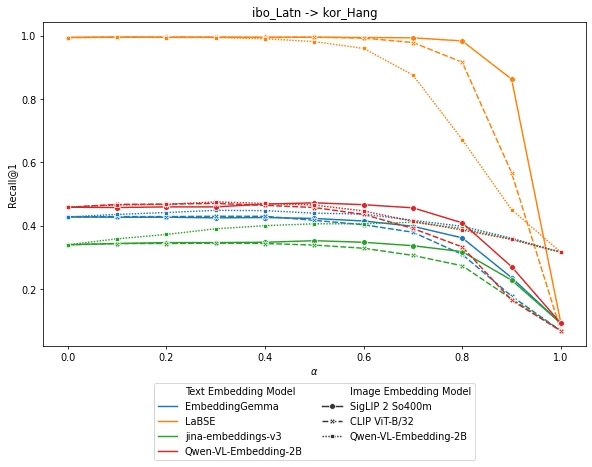 ibo_Latn -> kor_Hang
Recall@1
1.0
0.8
0.6
0.4
0.2
0.0 0.2 0.4 0.6 0.8 1.0
α
Text Embedding Model
EmbeddingGemma
LaBSE
jina-embeddings-v3
Qwen-VL-Embedding-2B
Image Embedding Model
SigLIP 2 So400m
CLIP ViT-B/32
Qwen-VL-Embedding-2B